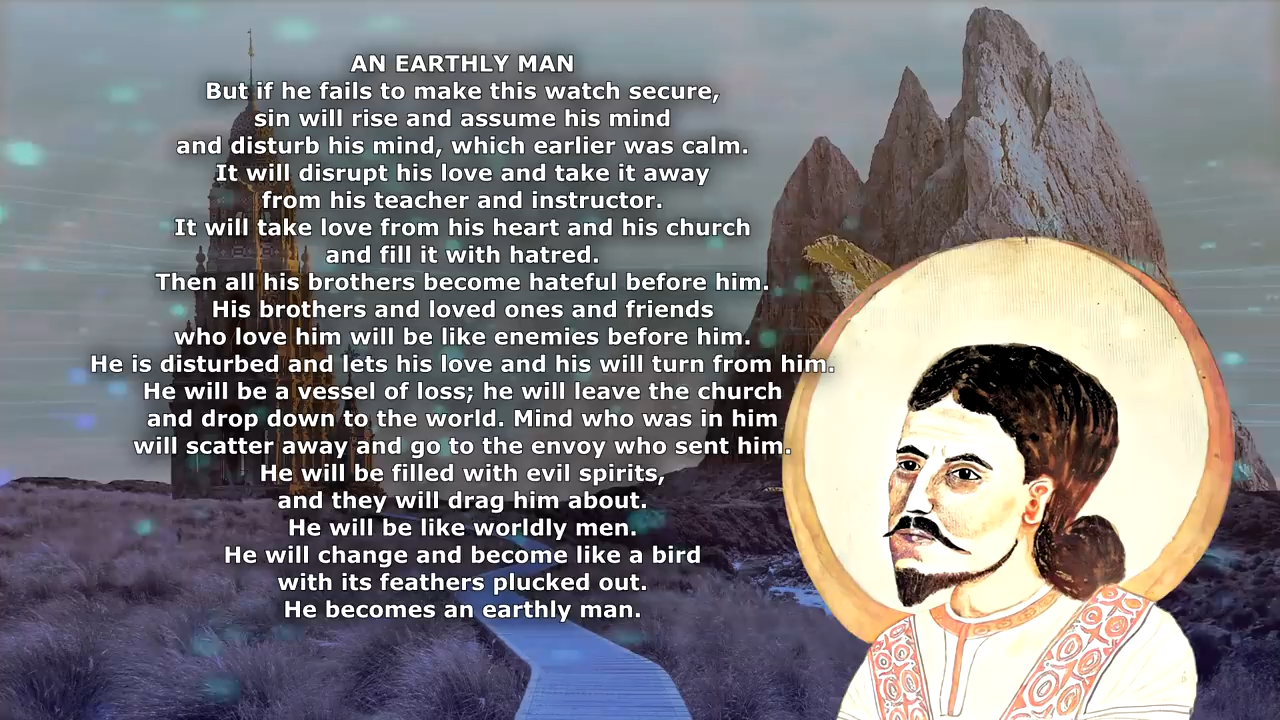 AN EARTHLY MAN
But if he fails to make this watch secure,
sin will rise and assume his mind
and disturb his mind, which earlier was calm.
It will disrupt his love and take it away
from his teacher and instructor.
It will take love from his heart and his church
and fill it with hatred.
Then all his brothers become hateful before him.
His brothers and loved ones and friends
who love him will be like enemies before him.
He is disturbed and lets his love and his will turn from him.
He will be a vessel of loss; he will leave the church
and drop down to the world. Mind who was in him
will scatter away and go to the envoy who sent him.
He will be filled with evil spirits,
and they will drag him about.
He will be like worldly men.
He will change and become like a bird
with its feathers plucked out.
He becomes an earthly man.